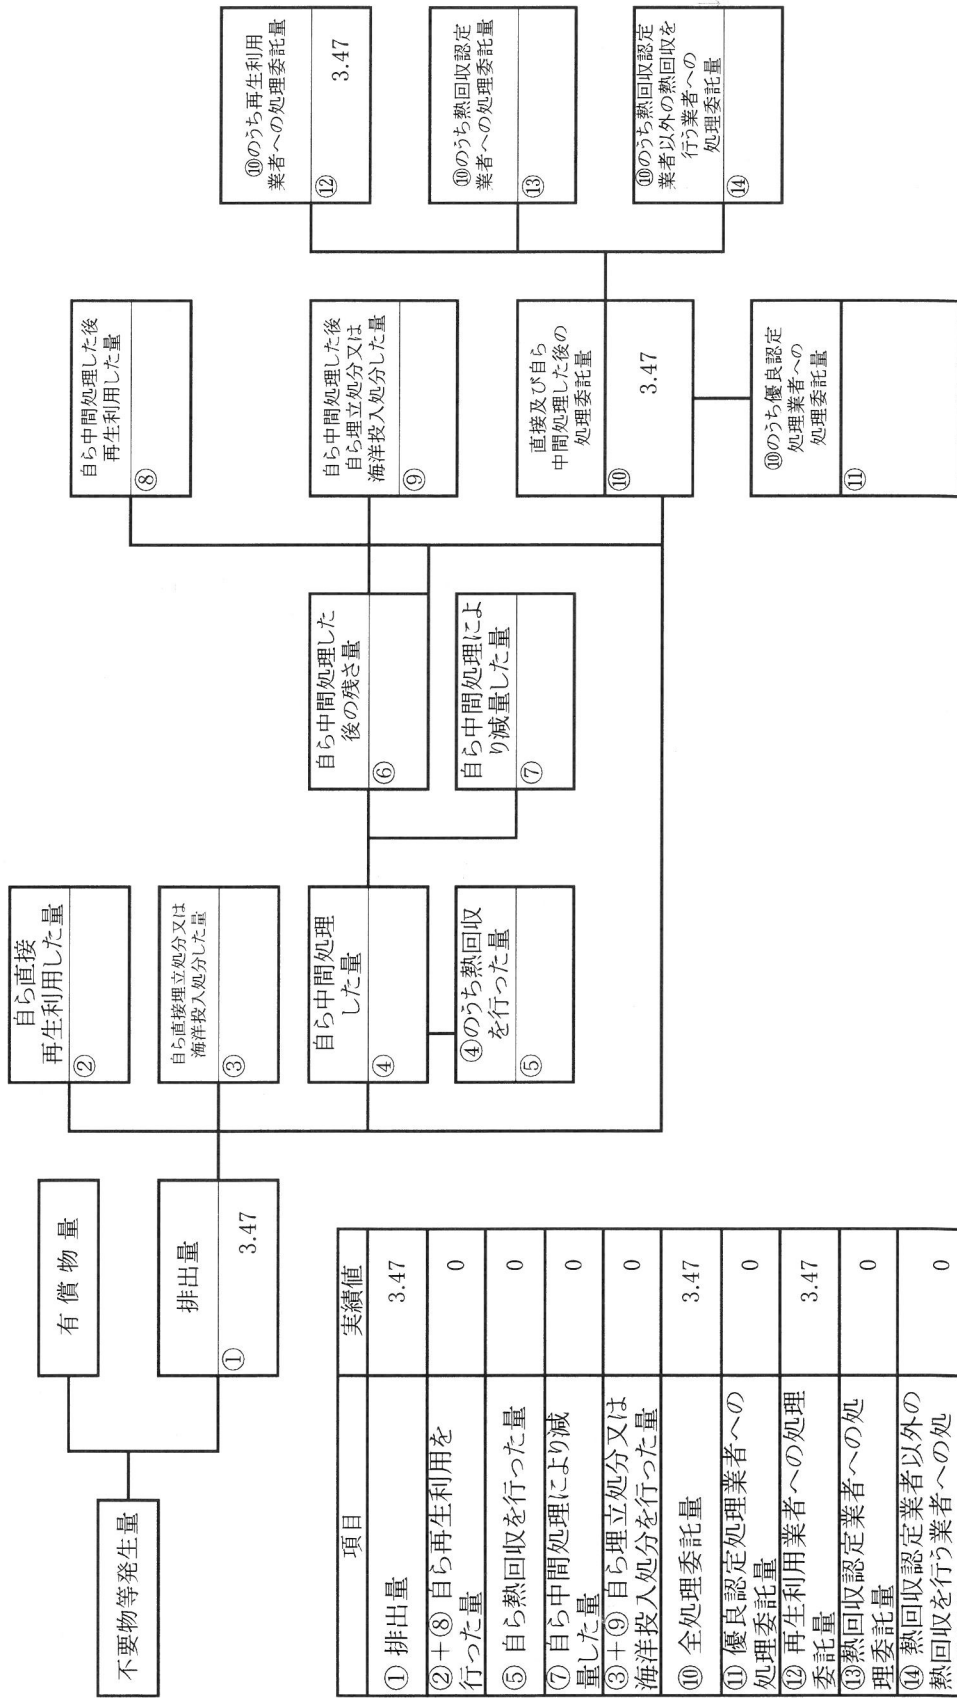 不要物等発生量
有償物量
排出量
①
3.47
自ら直接
再生利用した量
②
自ら直接埋立処分又は
海洋投入処分した量
③
自ら中間処理
した量
④
④のうち熱回収
を行った量
⑤
自ら中間処理した
後の残さ量
⑥
自ら中間処理によ
り減量した量
⑦
自ら中間処理した後
再生利用した量
⑧
自ら中間処理した後
自ら埋立処分又は
海洋投入処分した量
⑨
直接及び自ら
中間処理した後の
処理委託量
⑩
3.47
⑩のうち優良認定
処理業者への
処理委託量
⑪
⑩のうち再生利用
業者への処理委託量
⑫
3.47
⑩のうち熱回収認定
業者への処理委託量
⑬
⑩のうち熱回収認定
業者以外の熱回収を
行う業者への
処理委託量
⑭
項目 実績値
① 排出量 3.47
②+⑧ 自ら再生利用を
行った量 0
⑤ 自ら熱回収を行った量 0
⑦ 自ら中間処理により減
量した量 0
③+⑨ 自ら埋立処分又は
海洋投入処分を行った量 0
⑩ 全処理委託量 3.47
⑪ 優良認定処理業者への
処理委託量 0
⑫ 再生利用業者への処理
委託量 3.47
⑬熱回収認定業者への処
理委託量 0
⑭ 熱回収認定業者以外の
熱回収を行う業者への処 0